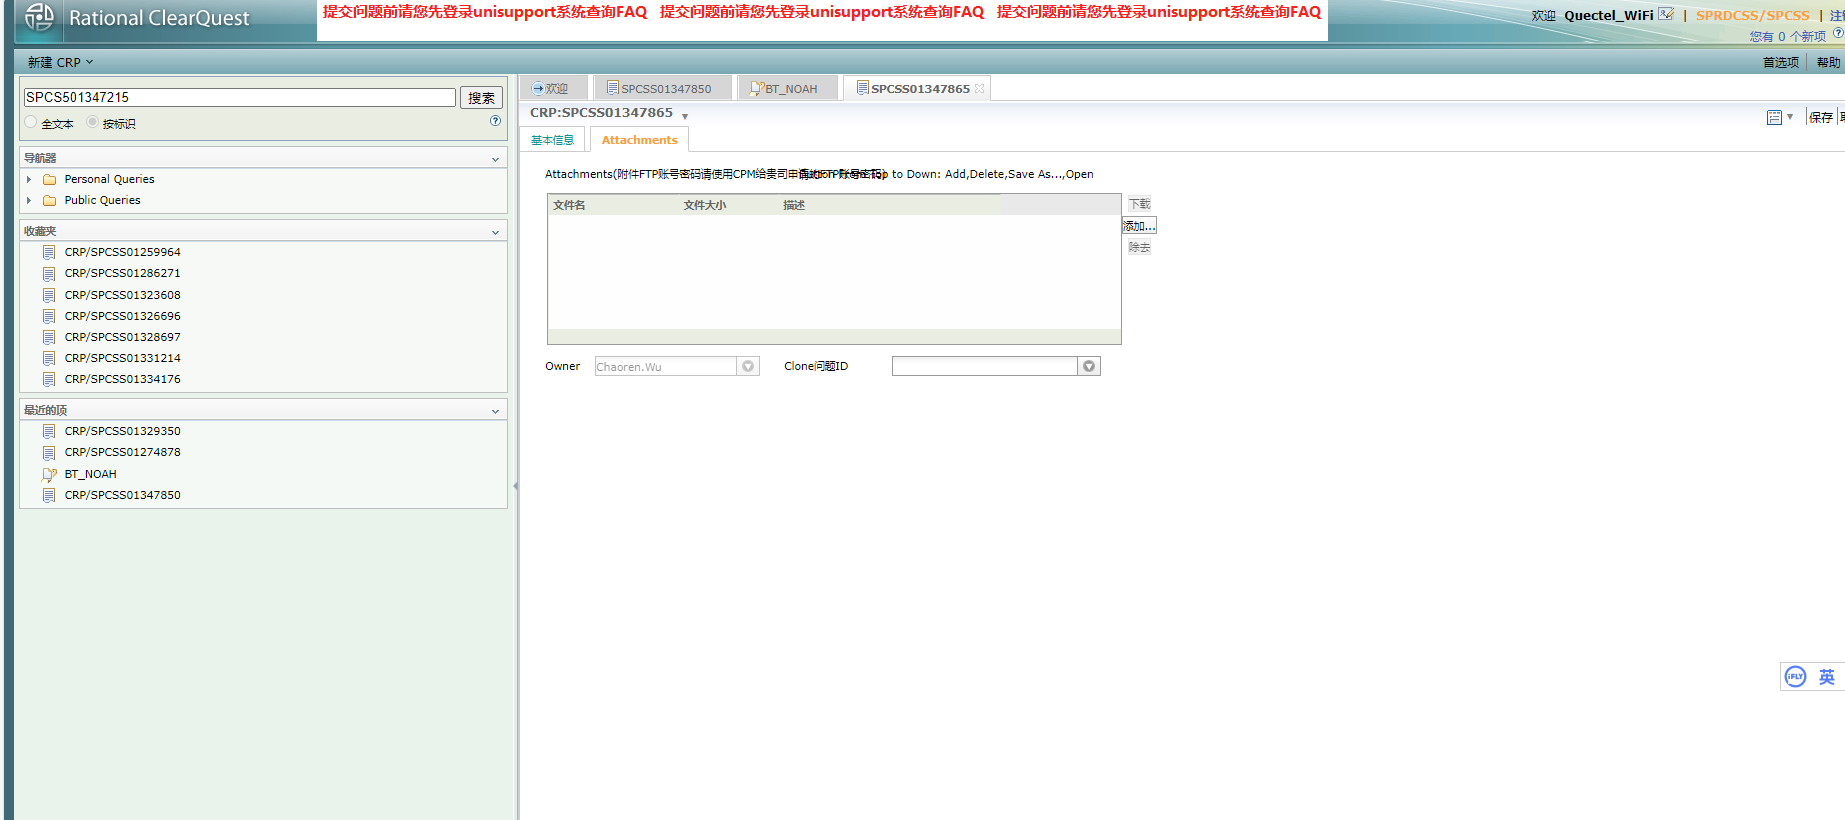 Rational ClearQuest
提交问题前请您先登录unisupport系统查询FAQ 提交问题前请您先登录unisupport系统查询FAQ 提交问题前请您先登录unisupport系统查询FAQ
欢迎 Quectel_WiFi | SPRDCSS/SPCSS |
您有 0 个新项
新建 CRP
首选项 帮助
SPCS501347215
搜索
全文本 按标识
导航器
Personal Queries
Public Queries
收藏夹
CRP/SPCSS01259964
CRP/SPCSS01286271
CRP/SPCSS01323608
CRP/SPCSS01326696
CRP/SPCSS01328697
CRP/SPCSS01331214
CRP/SPCSS01334176
最近的项
CRP/SPCSS01329350
CRP/SPCSS01274878
BT_NOAH
CRP/SPCSS01347850
欢迎
SPCSS01347850
BT_NOAH
SPCSS01347865
CRP:SPCSS01347865
保存
基本信息
Attachments
Attachments(附件FTP账号密码请使用CPM给贵司申请的FTP账号密码) Top to Down: Add,Delete,Save As...,Open
文件名 文件大小 描述
下载
添加...
除去
Owner Chaoren.Wu Clone问题ID
iFLY 英